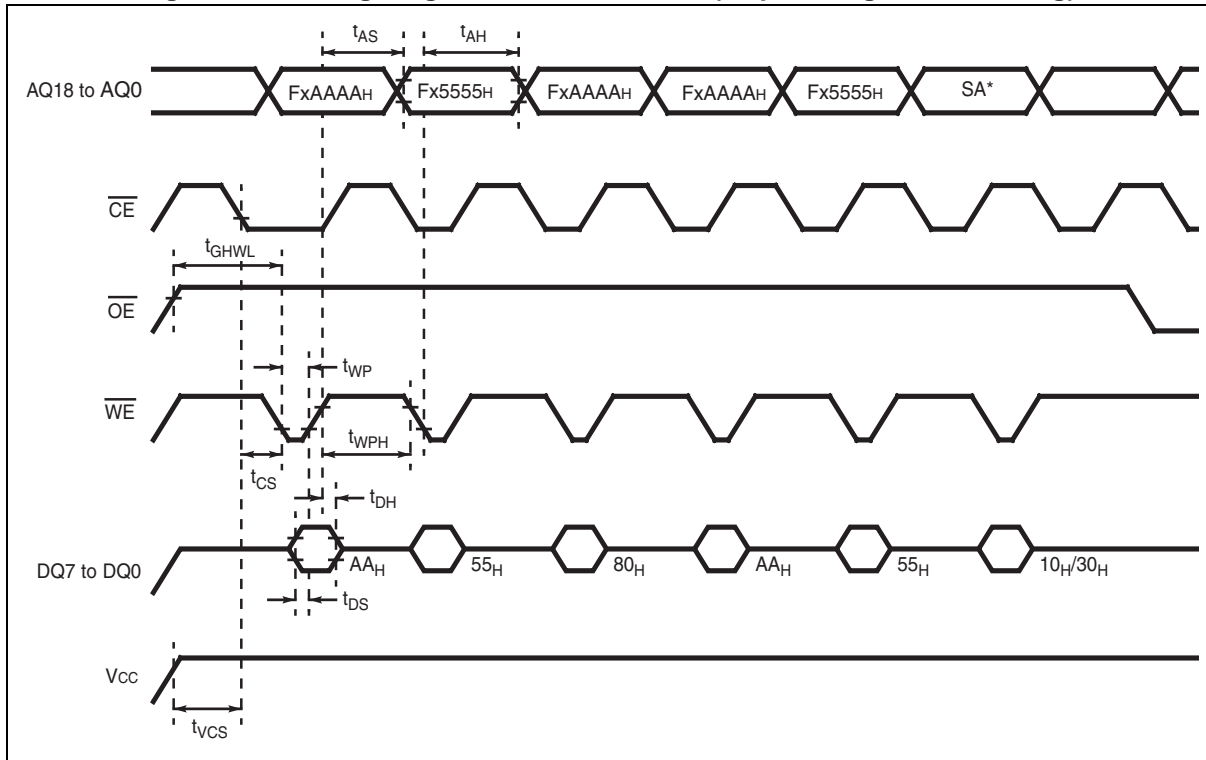 tAS
tAH
AQ18 to AQ0
FxAAAAH
Fx5555H
FxAAAAH
FxAAAAH
Fx5555H
SA*
CE
tGHWL
OE
tWP
WE
tWPH
tCS
tDH
DQ7 to DQ0
AAH
55H
80H
AAH
55H
10H/30H
tDS
VCC
tVCS